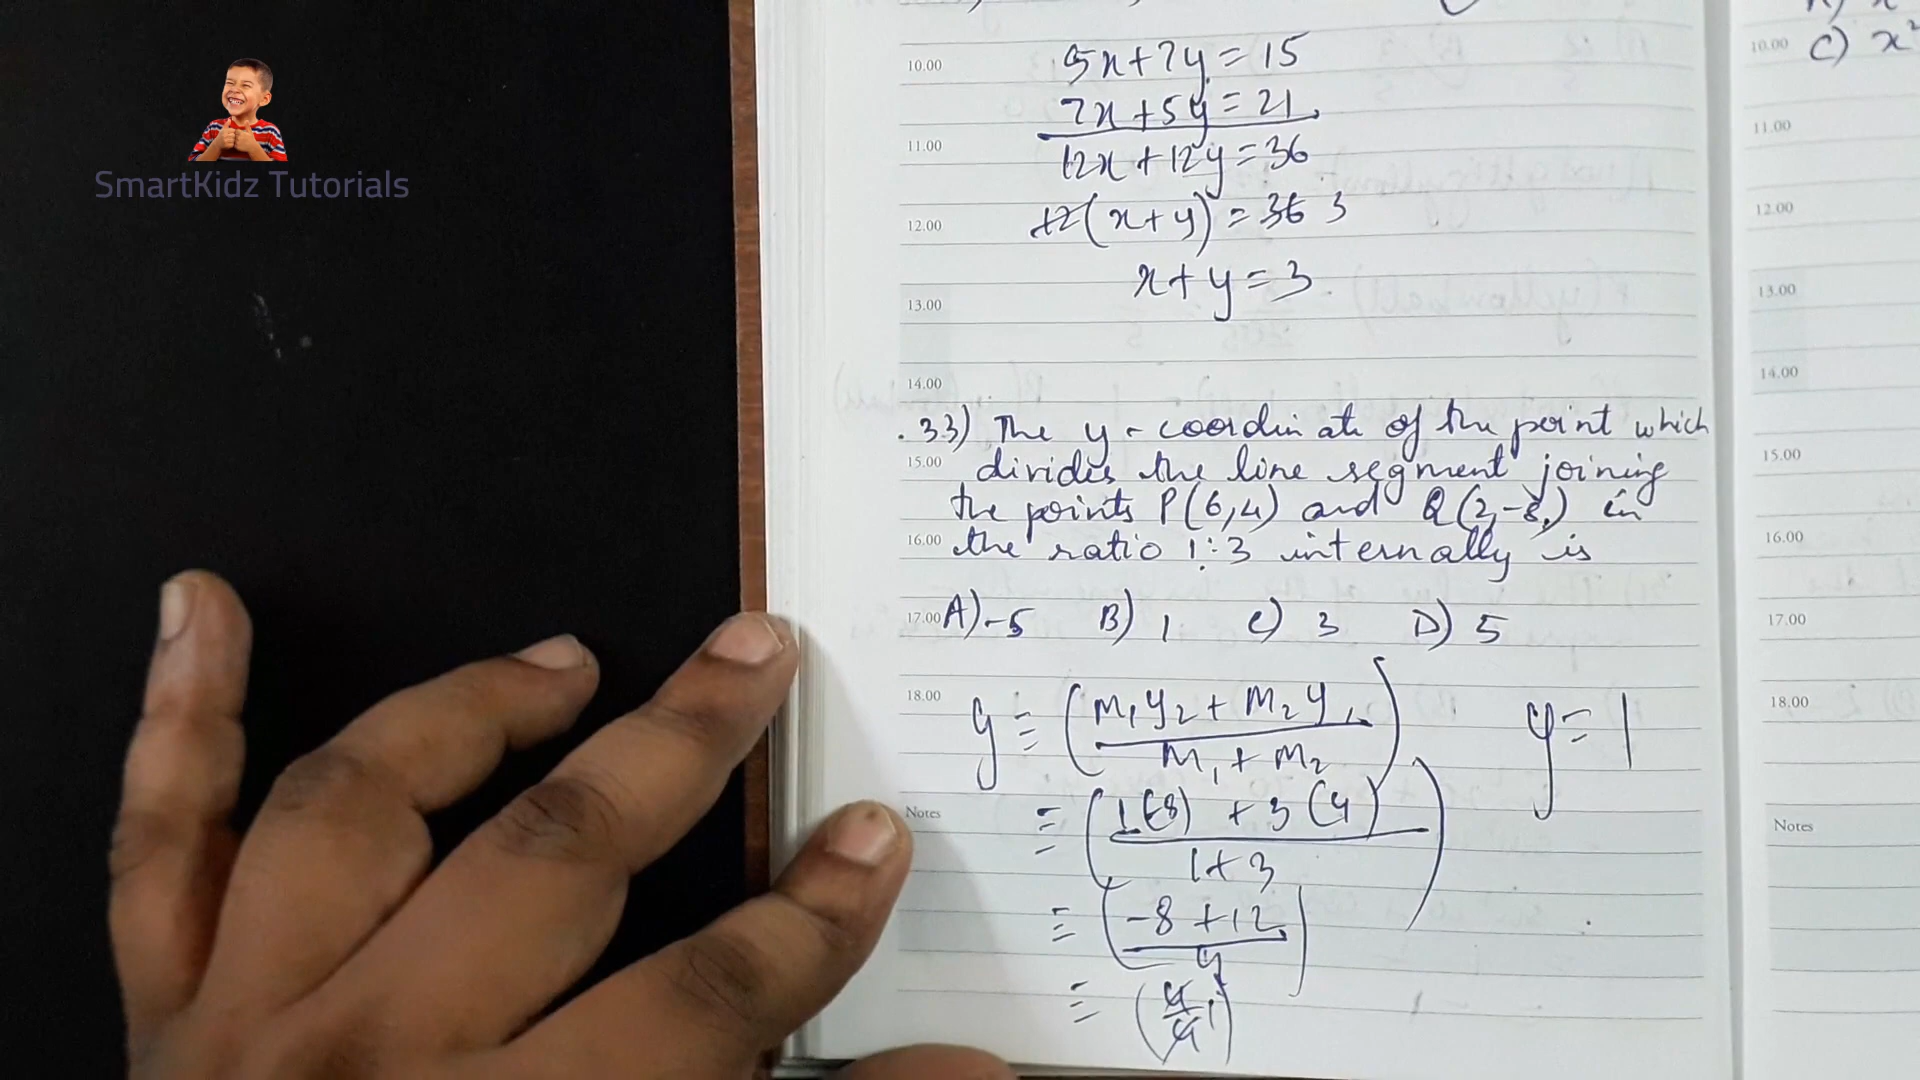 SmartKidz Tutorials
10.00 5x+7y=15
7x+5y=21
11.00 12x+12y=36
12.00 12(x+y)=36 3
x+y=3
13.00
14.00
33) The y-coordinate of the point which
15.00 divides the line segment joining
the points P(6,4) and Q(2,-8) in
16.00 the ratio 1:3 internally is
17.00 A)-5 B) 1 C) 3 D) 5
18.00 y = (m₁y₂+m₂y₁ / m₁+m₂) y=1
Notes = (1(-8) + 3(4) / 1+3)
= (-8+12 / 4)
= (4/4 1)
C) x²
10.00
11.00
12.00
13.00
14.00
15.00
16.00
17.00
18.00
Notes